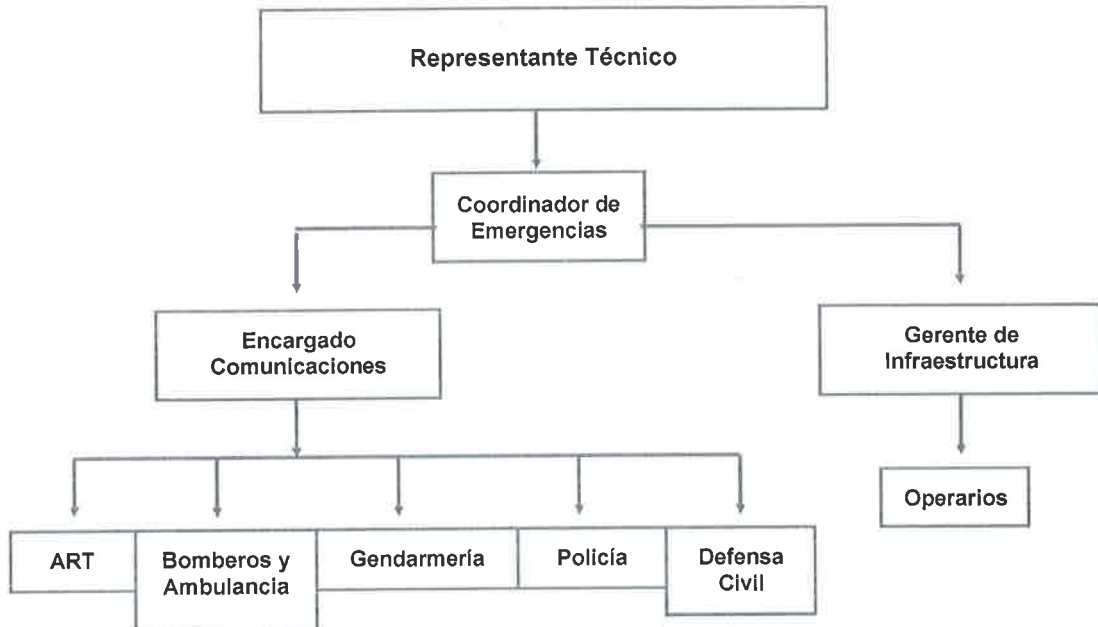 Representante Técnico
Coordinador de
Emergencias
Encargado
Comunicaciones
Gerente de
Infraestructura
Operarios
ART
Bomberos y
Ambulancia
Gendarmería
Policía
Defensa
Civil